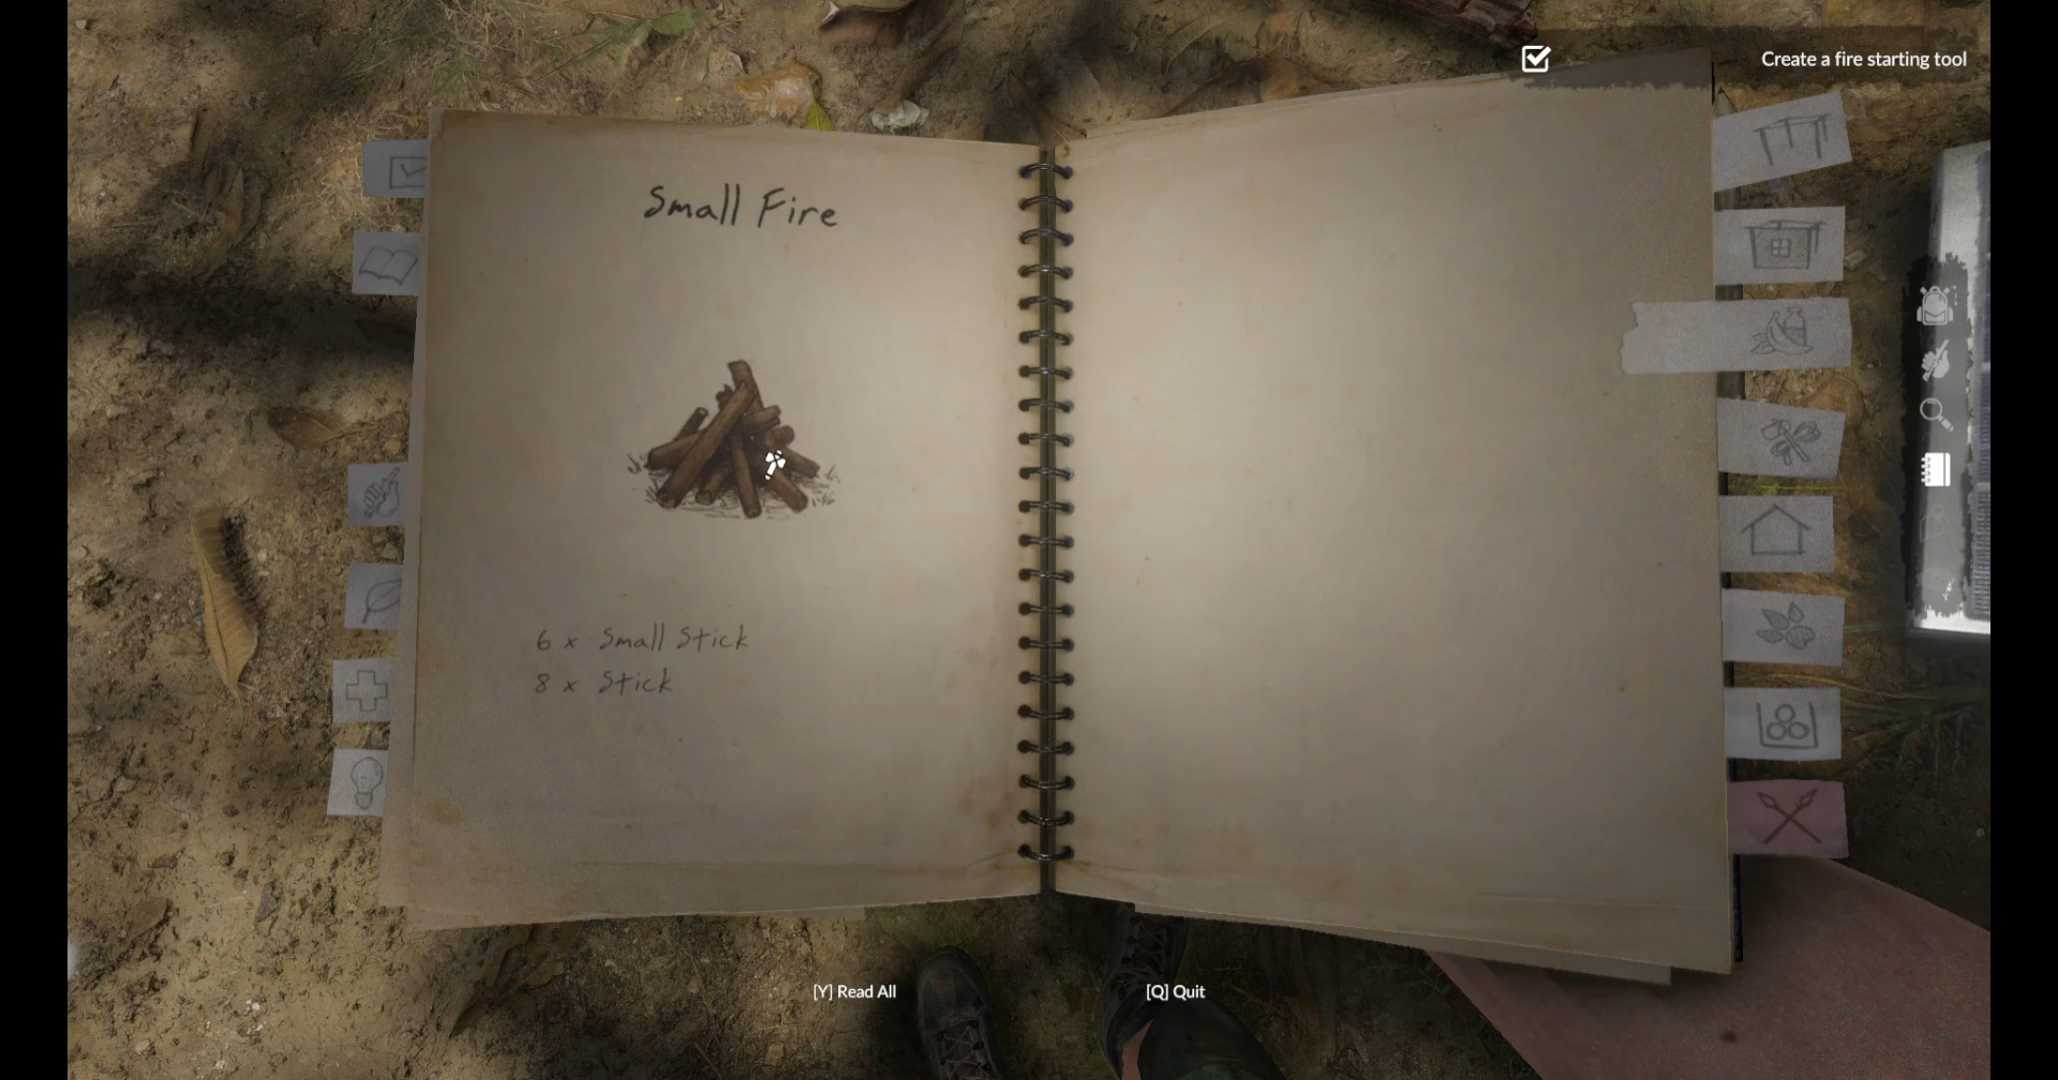 Create a fire starting tool
Small Fire
6 x Small Stick
8 x Stick
[Y] Read All
[Q] Quit